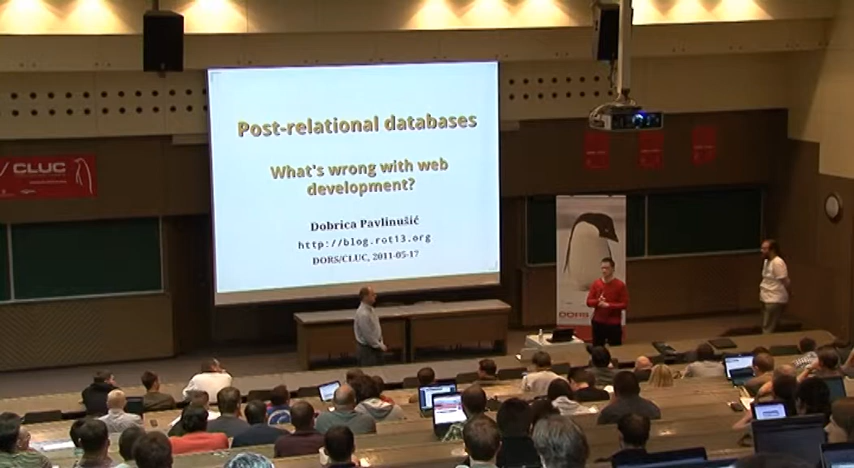 Post-relational databases
What's wrong with web
development?
Dobrica Pavlinušić
http://blog.rot13.org
DORS/CLUC, 2011-05-17
CLUC
DORS